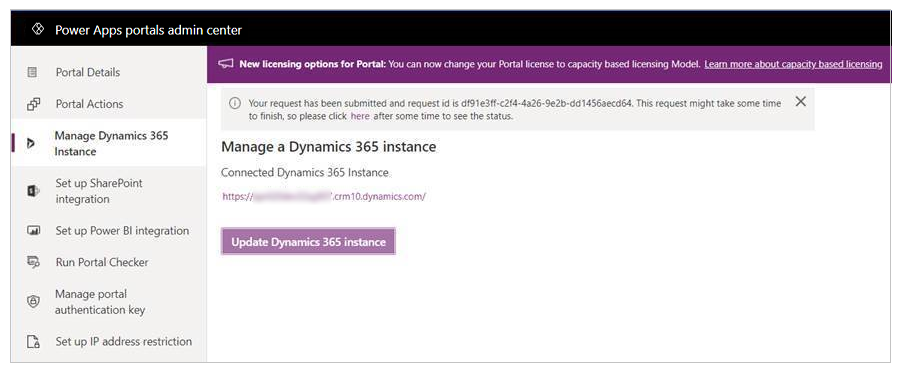 Power Apps portals admin center
Portal Details
Portal Actions
Manage Dynamics 365
Instance
Set up SharePoint
integration
Set up Power BI integration
Run Portal Checker
Manage portal
authentication key
Set up IP address restriction
New licensing options for Portal: You can now change your Portal license to capacity based licensing Model. Learn more about capacity based licensing
Your request has been submitted and request id is df91e3ff-c2f4-4a26-9e2b-dd1456aecd64. This request might take some time
to finish, so please click here after some time to see the status.
Manage a Dynamics 365 instance
Connected Dynamics 365 Instance
https:// .crm10.dynamics.com/
Update Dynamics 365 instance